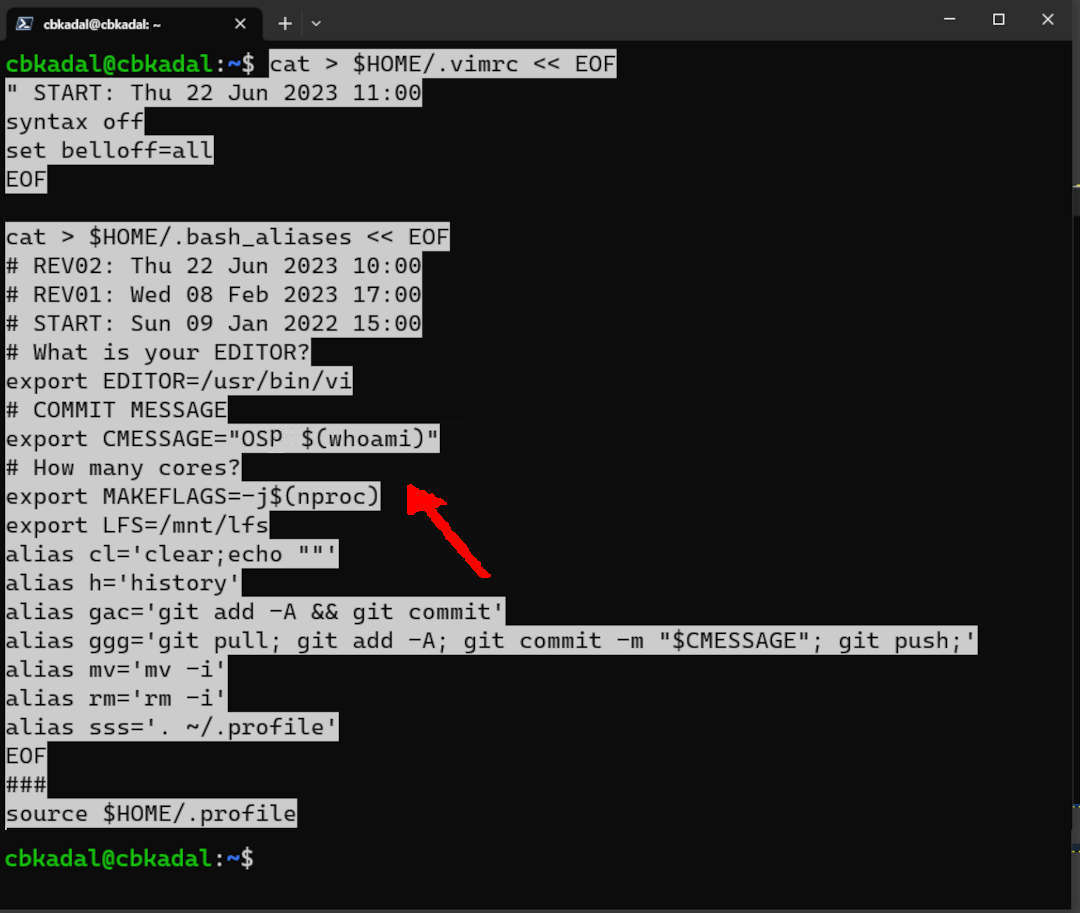 cbkadal@cbkadal: ~
cbkadal@cbkadal:~$ cat > $HOME/.vimrc << EOF
" START: Thu 22 Jun 2023 11:00
syntax off
set belloff=all
EOF
cat > $HOME/.bash_aliases << EOF
# REV02: Thu 22 Jun 2023 10:00
# REV01: Wed 08 Feb 2023 17:00
# START: Sun 09 Jan 2022 15:00
# What is your EDITOR?
export EDITOR=/usr/bin/vi
# COMMIT MESSAGE
export CMESSAGE="OSP $(whoami)"
# How many cores?
export MAKEFLAGS=-j$(nproc)
export LFS=/mnt/lfs
alias cl='clear;echo ""'
alias h='history'
alias gac='git add -A && git commit'
alias ggg='git pull; git add -A; git commit -m "$CMESSAGE"; git push;'
alias mv='mv -i'
alias rm='rm -i'
alias sss='. ~/.profile'
EOF
###
source $HOME/.profile
cbkadal@cbkadal:~$